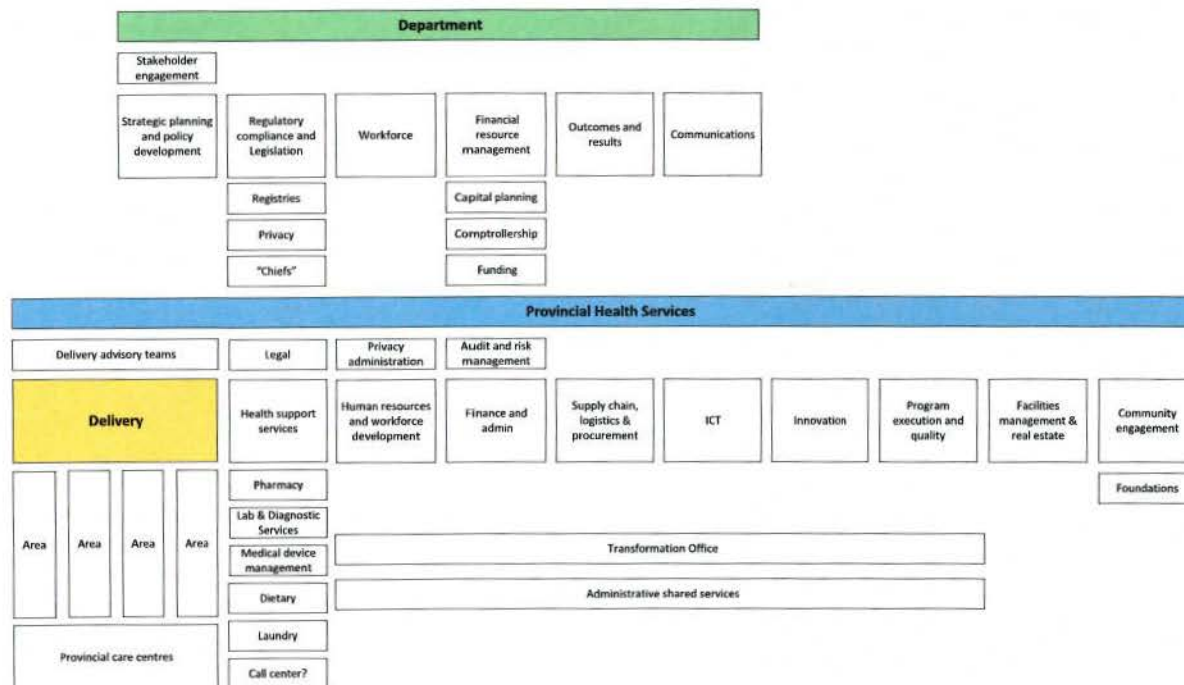 Department
Stakeholder
engagement
Strategic planning
and policy
development
Regulatory
compliance and
Legislation
Workforce
Financial
resource
management
Outcomes and
results
Communications
Registries
Capital planning
Privacy
Comptrollership
"Chiefs"
Funding
Provincial Health Services
Delivery advisory teams
Legal
Privacy
administration
Audit and risk
management
Delivery
Health support
services
Human resources
and workforce
development
Finance and
admin
Supply chain,
logistics &
procurement
ICT
Innovation
Program
execution and
quality
Facilities
management &
real estate
Community
engagement
Area
Area
Area
Area
Pharmacy
Foundations
Lab & Diagnostic
Services
Medical device
management
Transformation Office
Dietary
Administrative shared services
Laundry
Provincial care centres
Call center?